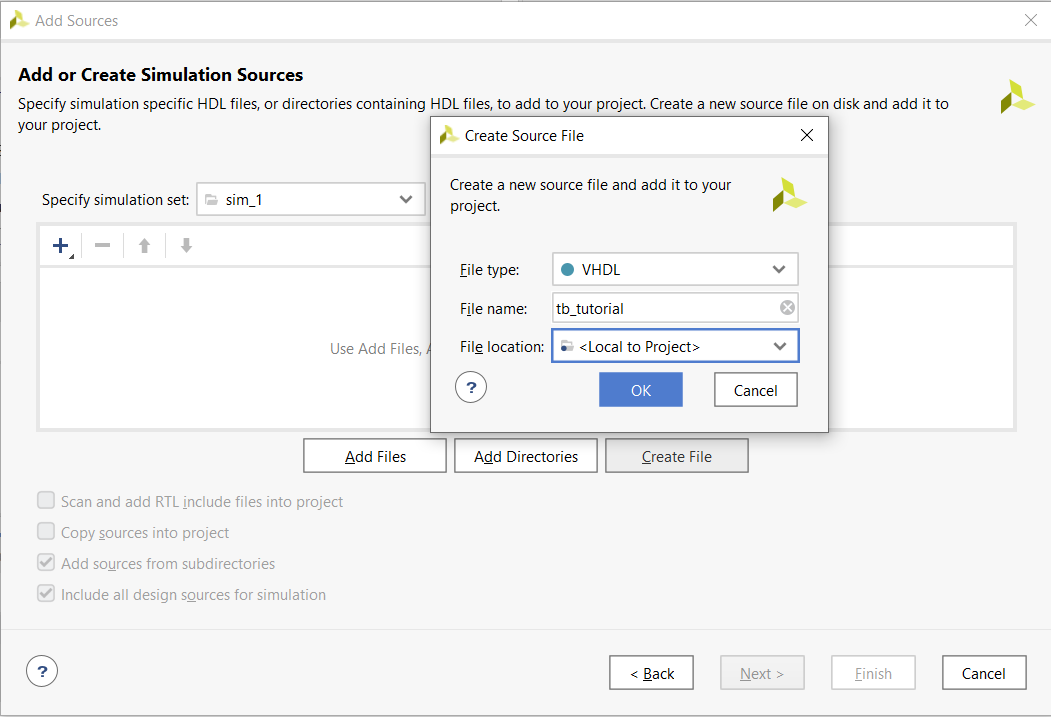 Add Sources
Add or Create Simulation Sources
Specify simulation specific HDL files, or directories containing HDL files, to add to your project. Create a new source file on disk and add it to
your project.
Specify simulation set:
sim_1
Use Add Files, A
Create Source File
Create a new source file and add it to your
project.
File type:
VHDL
File name:
tb_tutorial
File location:
<Local to Project>
?
OK
Cancel
Add Files
Add Directories
Create File
Scan and add RTL include files into project
Copy sources into project
Add sources from subdirectories
Include all design sources for simulation
?
< Back
Next >
Finish
Cancel